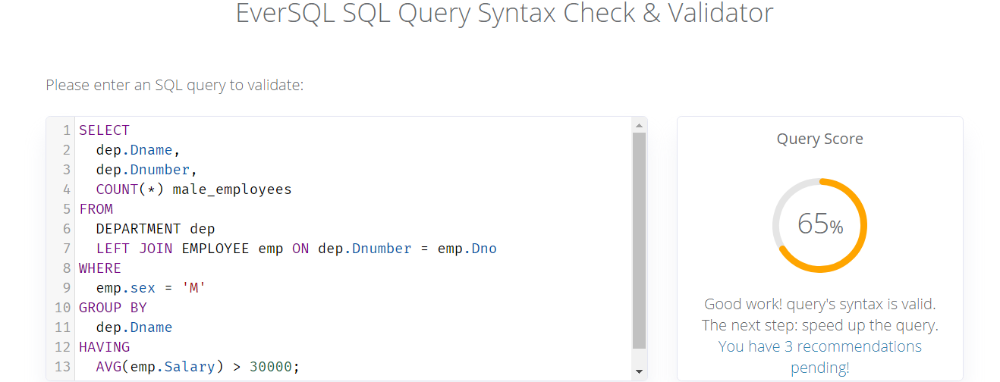 EverSQL SQL Query Syntax Check & Validator
Please enter an SQL query to validate:
1 SELECT
2 dep.Dname,
3 dep.Dnumber,
4 COUNT(*) male_employees
5 FROM
6 DEPARTMENT dep
7 LEFT JOIN EMPLOYEE emp ON dep.Dnumber = emp.Dno
8 WHERE
9 emp.sex = 'M'
10 GROUP BY
11 dep.Dname
12 HAVING
13 AVG(emp.Salary) > 30000;
Query Score
65%
Good work! query's syntax is valid.
The next step: speed up the query.
You have 3 recommendations
pending!